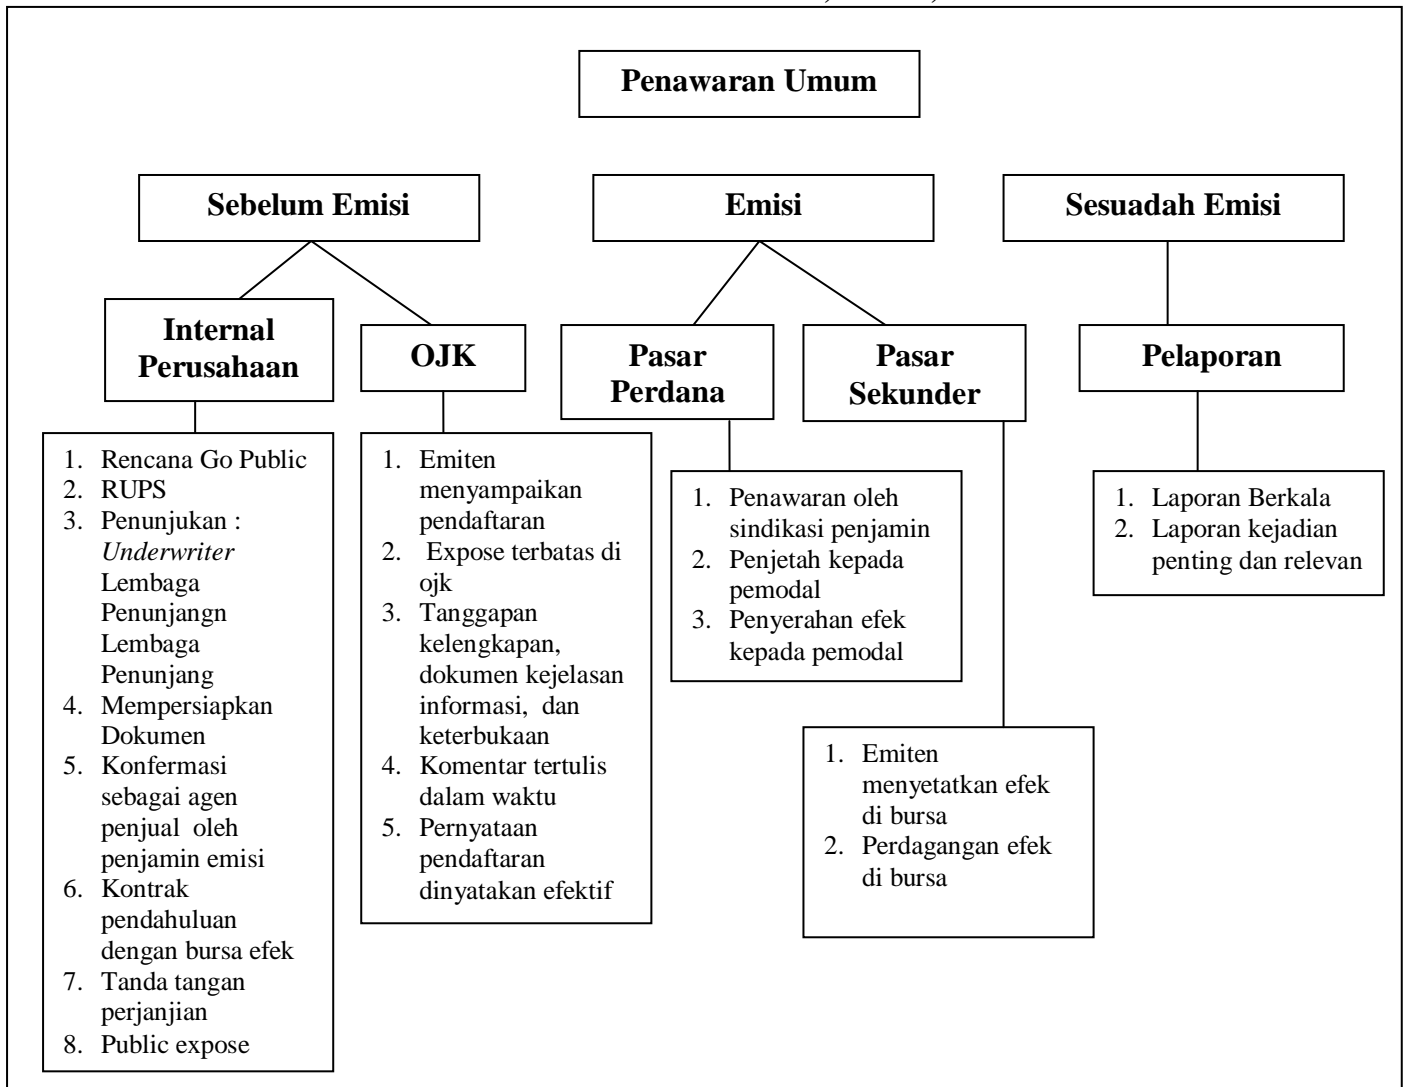 Penawaran Umum
Sebelum Emisi
Emisi
Sesuadah Emisi
Internal
Perusahaan
OJK
Pasar
Perdana
Pasar
Sekunder
Pelaporan
1. Rencana Go Public
2. RUPS
3. Penunjukan :
Underwriter
Lembaga
Penunjangn
Lembaga
Penunjang
4. Mempersiapkan
Dokumen
5. Konfermasi
sebagai agen
penjual oleh
penjamin emisi
6. Kontrak
pendahuluan
dengan bursa efek
7. Tanda tangan
perjanjian
8. Public expose
1. Emiten
menyampaikan
pendaftaran
2. Expose terbatas di
ojk
3. Tanggapan
kelengkapan,
dokumen kejelasan
informasi, dan
keterbukaan
4. Komentar tertulis
dalam waktu
5. Pernyataan
pendaftaran
dinyatakan efektif
1. Penawaran oleh
sindikasi penjamin
2. Penjetah kepada
pemodal
3. Penyerahan efek
kepada pemodal
1. Emiten
menyetatkan efek
di bursa
2. Perdagangan efek
di bursa
1. Laporan Berkala
2. Laporan kejadian
penting dan relevan